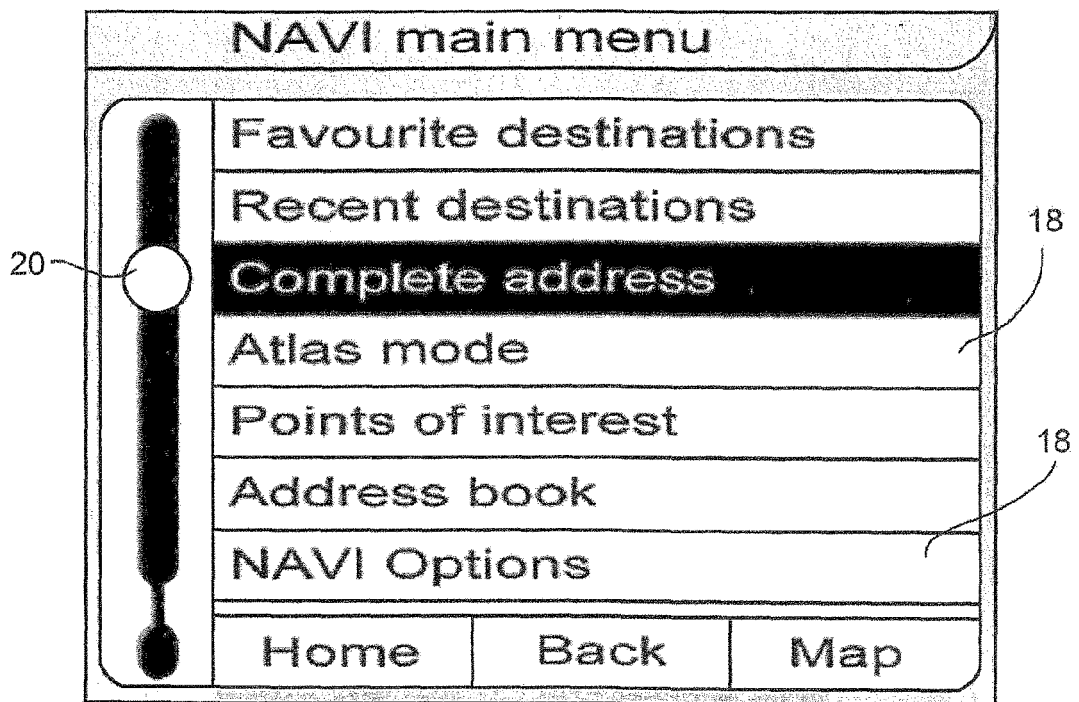 NAVI main menu
Favourite destinations
Recent destinations
18
20
Complete address
Atlas mode
Points of interest
18
Address book
NAVI Options
Home Back Map